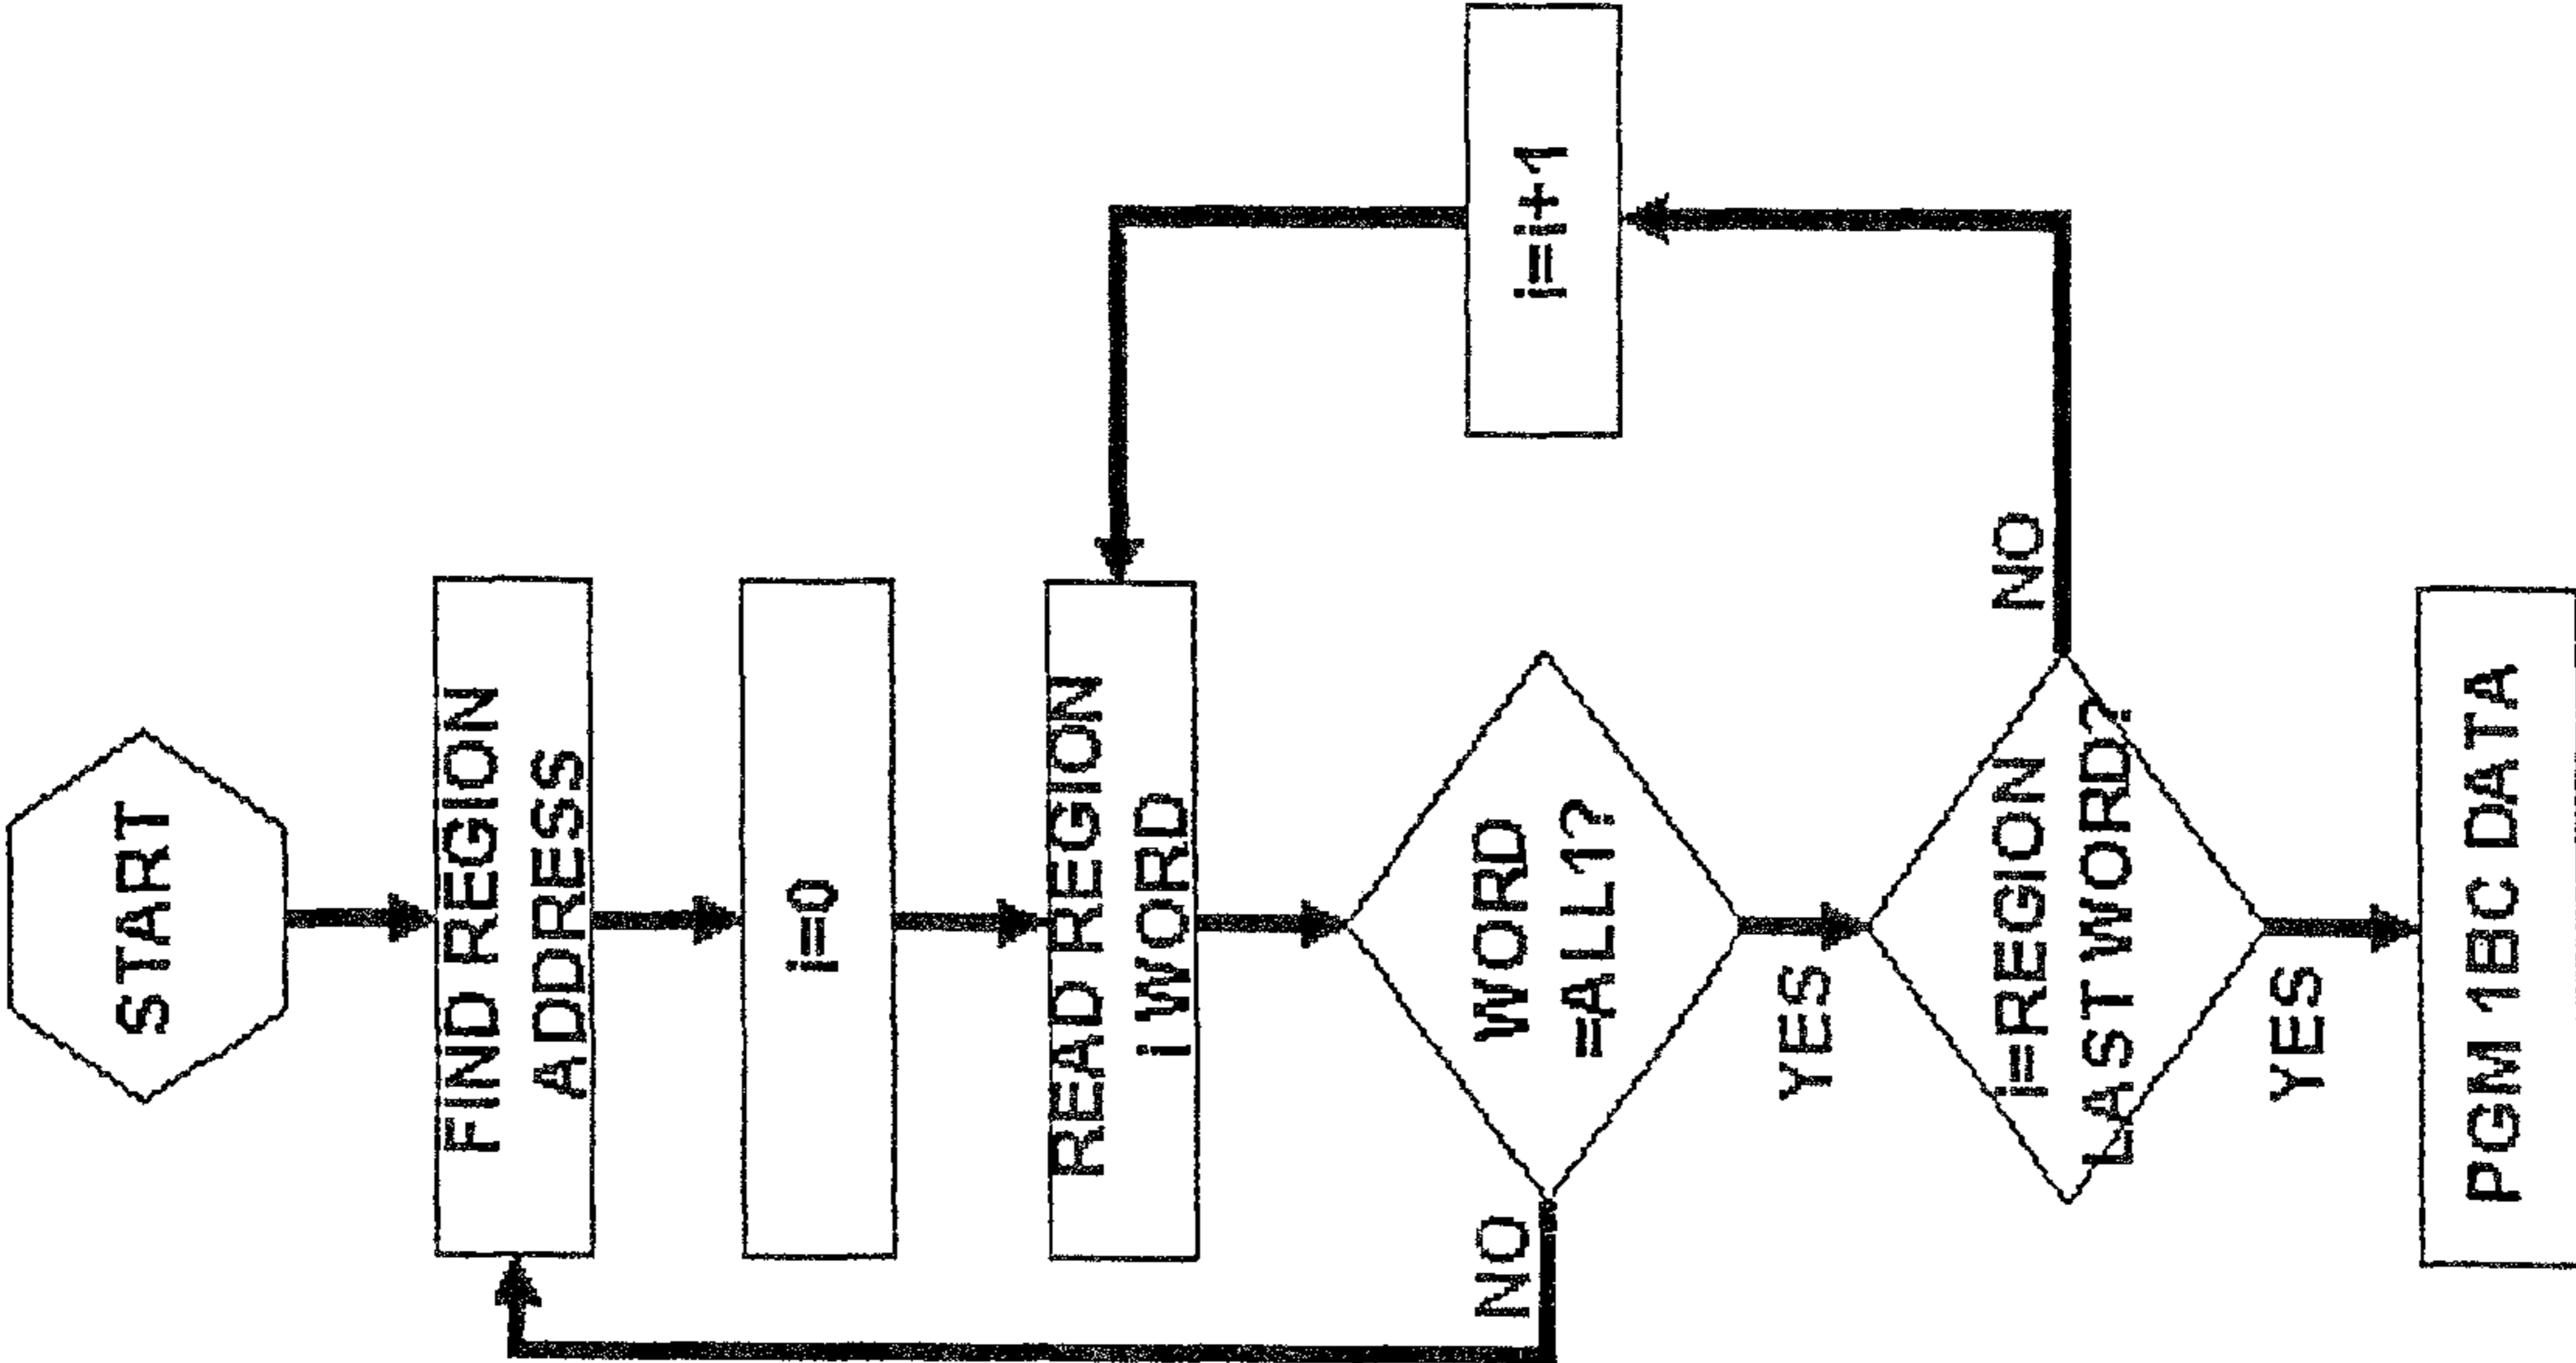 START
FIND REGION
ADDRESS
i=0
READ REGION
i WORD
WORD
=ALL1?
NO
YES
i=REGION
LAST WORD?
NO
i=i+1
YES
PGM 1BC DATA